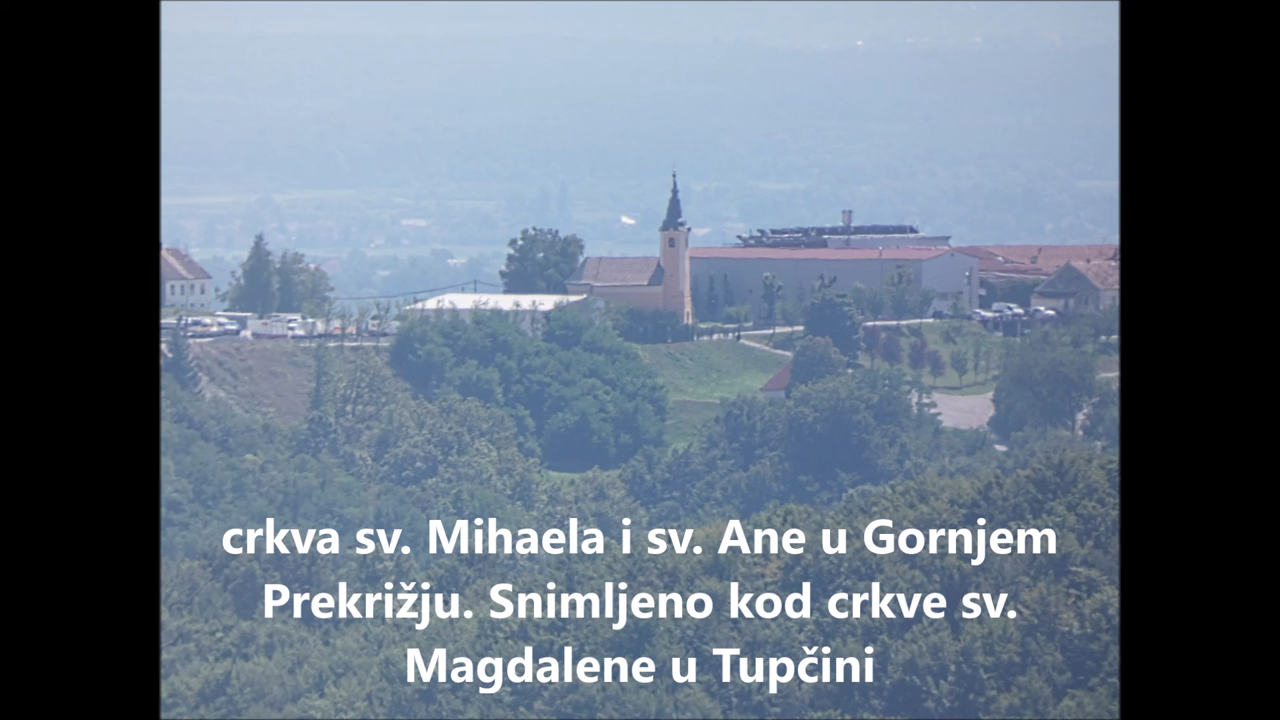 crkva sv. Mihaela i sv. Ane u Gornjem
Prekrižju. Snimljeno kod crkve sv.
Magdalene u Tupčini